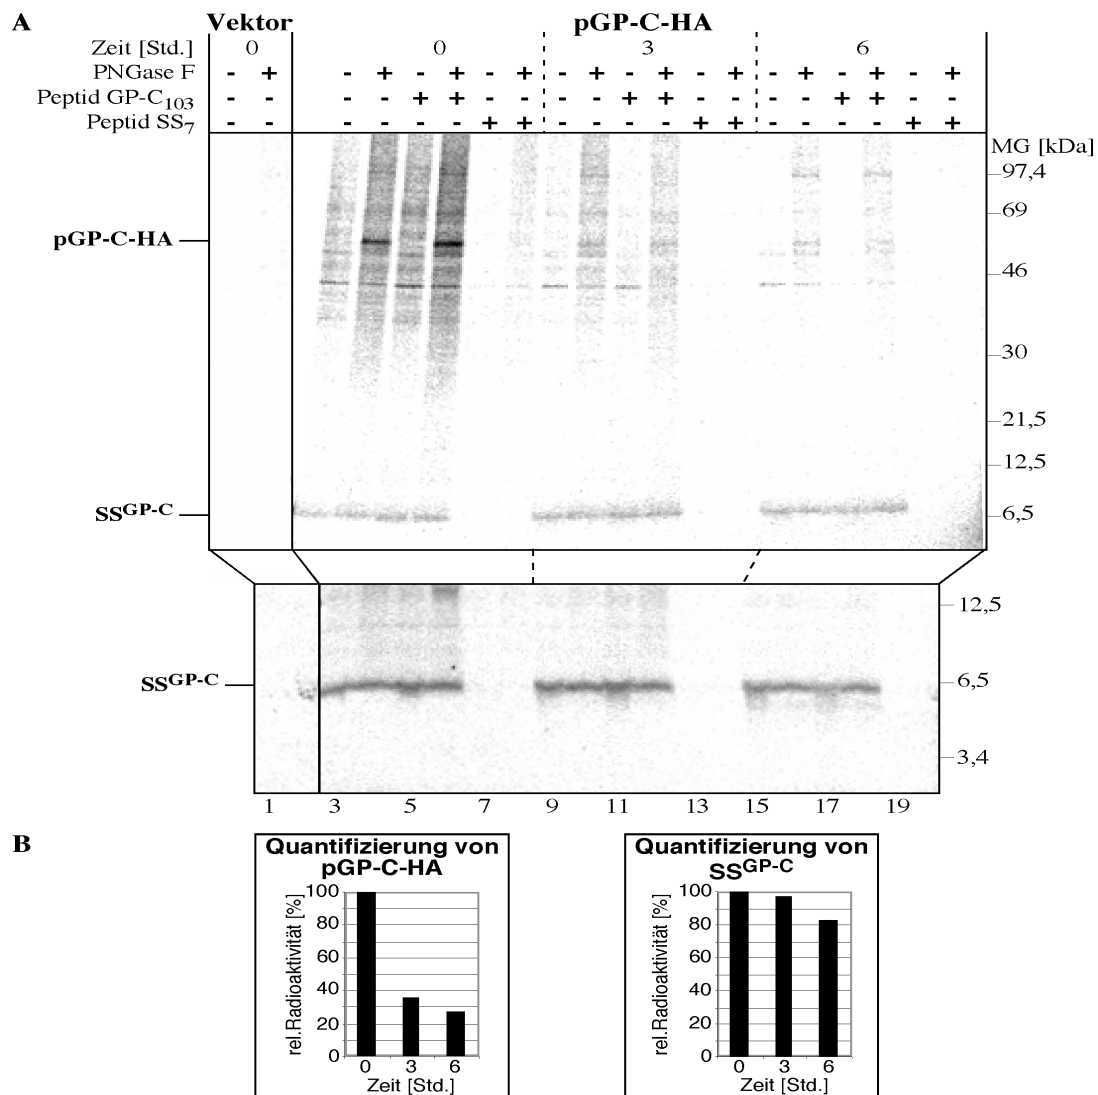 A Vektor pGP-C-HA
Zeit [Std.] 0 0 3 6
PNGase F - + - + - + - + - + - + - + - + - + - +
Peptid GP-C103 - - - - + + - - - - + + - - - - + + - -
Peptid SS7 - - - - - - + + - - - - + + - - - - + +
MG [kDa]
97,4
69
pGP-C-HA
46
30
21,5
12,5
SSGP-C 6,5
12,5
SSGP-C 6,5
3,4
1 3 5 7 9 11 13 15 17 19
B
Quantifizierung von
pGP-C-HA
rel.Radioaktivität [%]
100
80
60
40
20
0
0 3 6
Zeit [Std.]
Quantifizierung von
SSGP-C
rel.Radioaktivität [%]
100
80
60
40
20
0
0 3 6
Zeit [Std.]